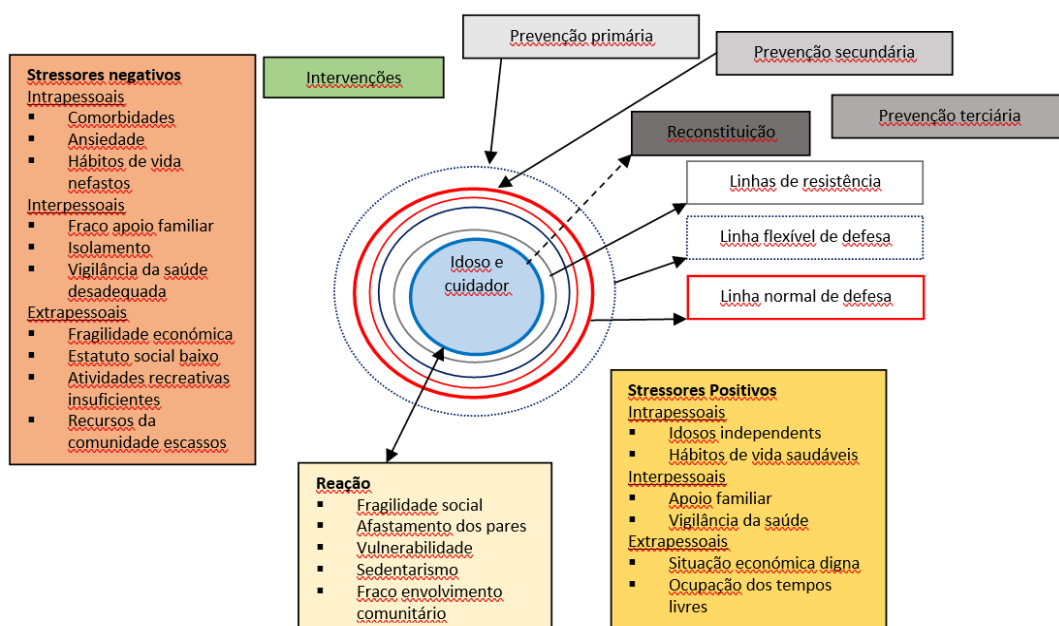 Prevenção primária
Prevenção secundária
Stressores negativos
Intrapessoais
▪ Comorbidades
▪ Ansiedade
▪ Hábitos de vida
nefastos
Interpessoais
▪ Fraco apoio familiar
▪ Isolamento
▪ Vigilância da saúde
desadequada
Extrapessoais
▪ Fragilidade económica
▪ Estatuto social baixo
▪ Atividades recreativas
insuficientes
▪ Recursos da
comunidade escassos
Intervenções
Prevenção terciária
Reconstituição
Linhas de resistência
Linha flexível de defesa
Linha normal de defesa
Idoso e
cuidador
Reação
▪ Fragilidade social
▪ Afastamento dos pares
▪ Vulnerabilidade
▪ Sedentarismo
▪ Fraco envolvimento
comunitário
Stressores Positivos
Intrapessoais
▪ Idosos independents
▪ Hábitos de vida saudáveis
Interpessoais
▪ Apoio familiar
▪ Vigilância da saúde
Extrapessoais
▪ Situação económica digna
▪ Ocupação dos tempos
livres